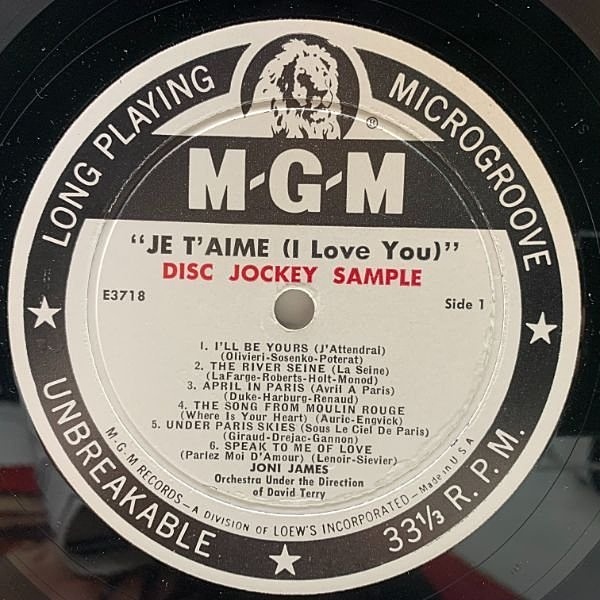 LONG PLAYING
MICROGROOVE
®
M-G-M
"JE T'AIME (I Love You)"
DISC JOCKEY SAMPLE
E3718
Side 1
1. I'LL BE YOURS (J'Attendrai)
(Olivieri-Sosenko-Poterat)
2. THE RIVER SEINE (La Seine)
(LaFarge-Roberts-Holt-Monod)
3. APRIL IN PARIS (Avril A Paris)
(Duke-Harburg-Renaud)
4. THE SONG FROM MOULIN ROUGE
(Where Is Your Heart) (Auric-Engvick)
5. UNDER PARIS SKIES (Sous Le Ciel De Paris)
(Giraud-Drejac-Gannon)
6. SPEAK TO ME OF LOVE
(Parlez Moi D'Amour) (Lenoir-Sievier)
JONI JAMES
Orchestra Under the Direction
of David Terry
M-G-M RECORDS—A DIVISION OF LOEW'S INCORPORATED—Made in U S A
UNBREAKABLE
33⅓ R.P.M.